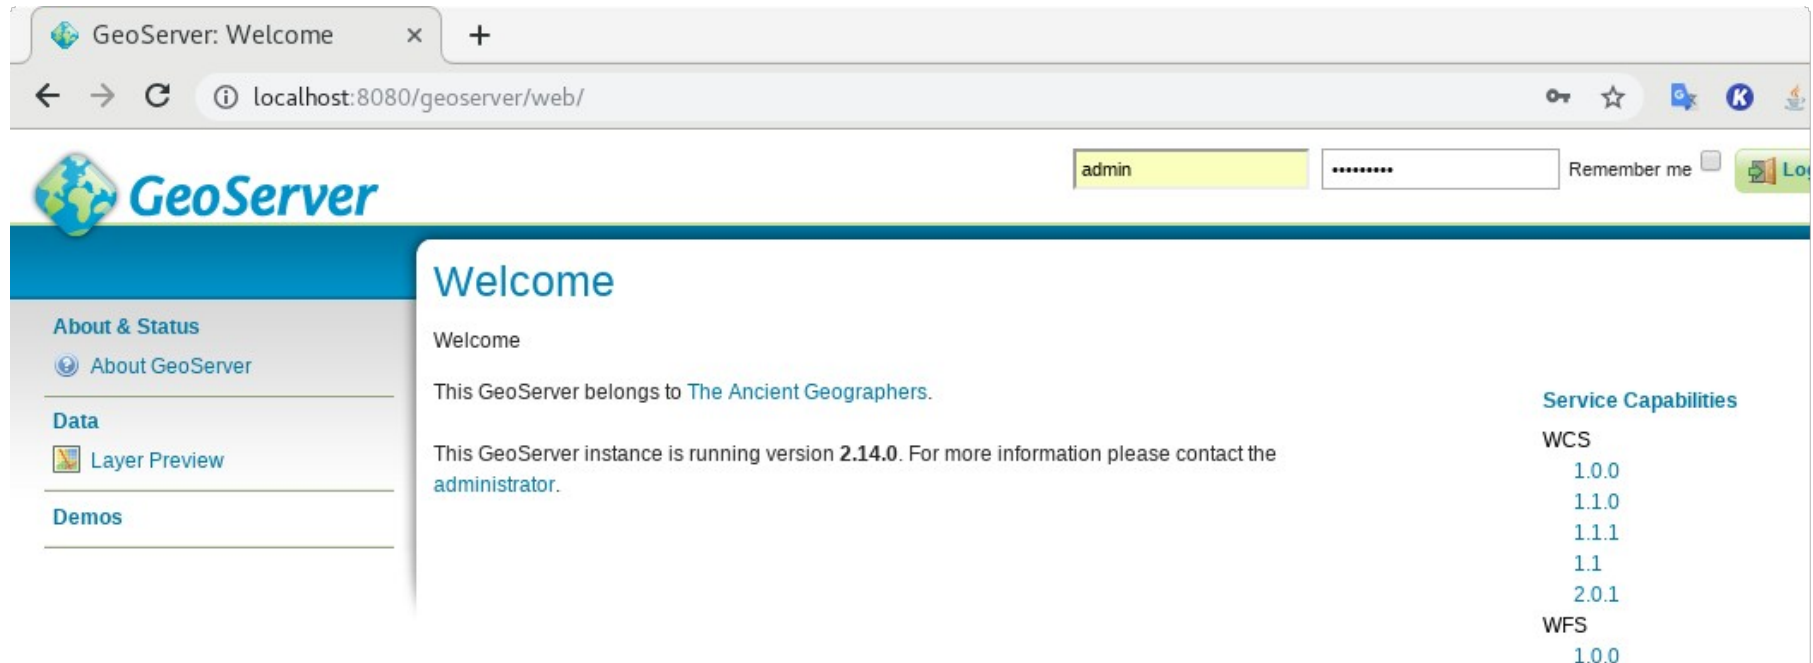 GeoServer: Welcome
localhost:8080/geoserver/web/
GeoServer
admin
Remember me
Welcome
About & Status
About GeoServer
Data
Layer Preview
Demos
Welcome
This GeoServer belongs to The Ancient Geographers.
This GeoServer instance is running version 2.14.0. For more information please contact the
administrator.
Service Capabilities
WCS
1.0.0
1.1.0
1.1.1
1.1
2.0.1
WFS
1.0.0